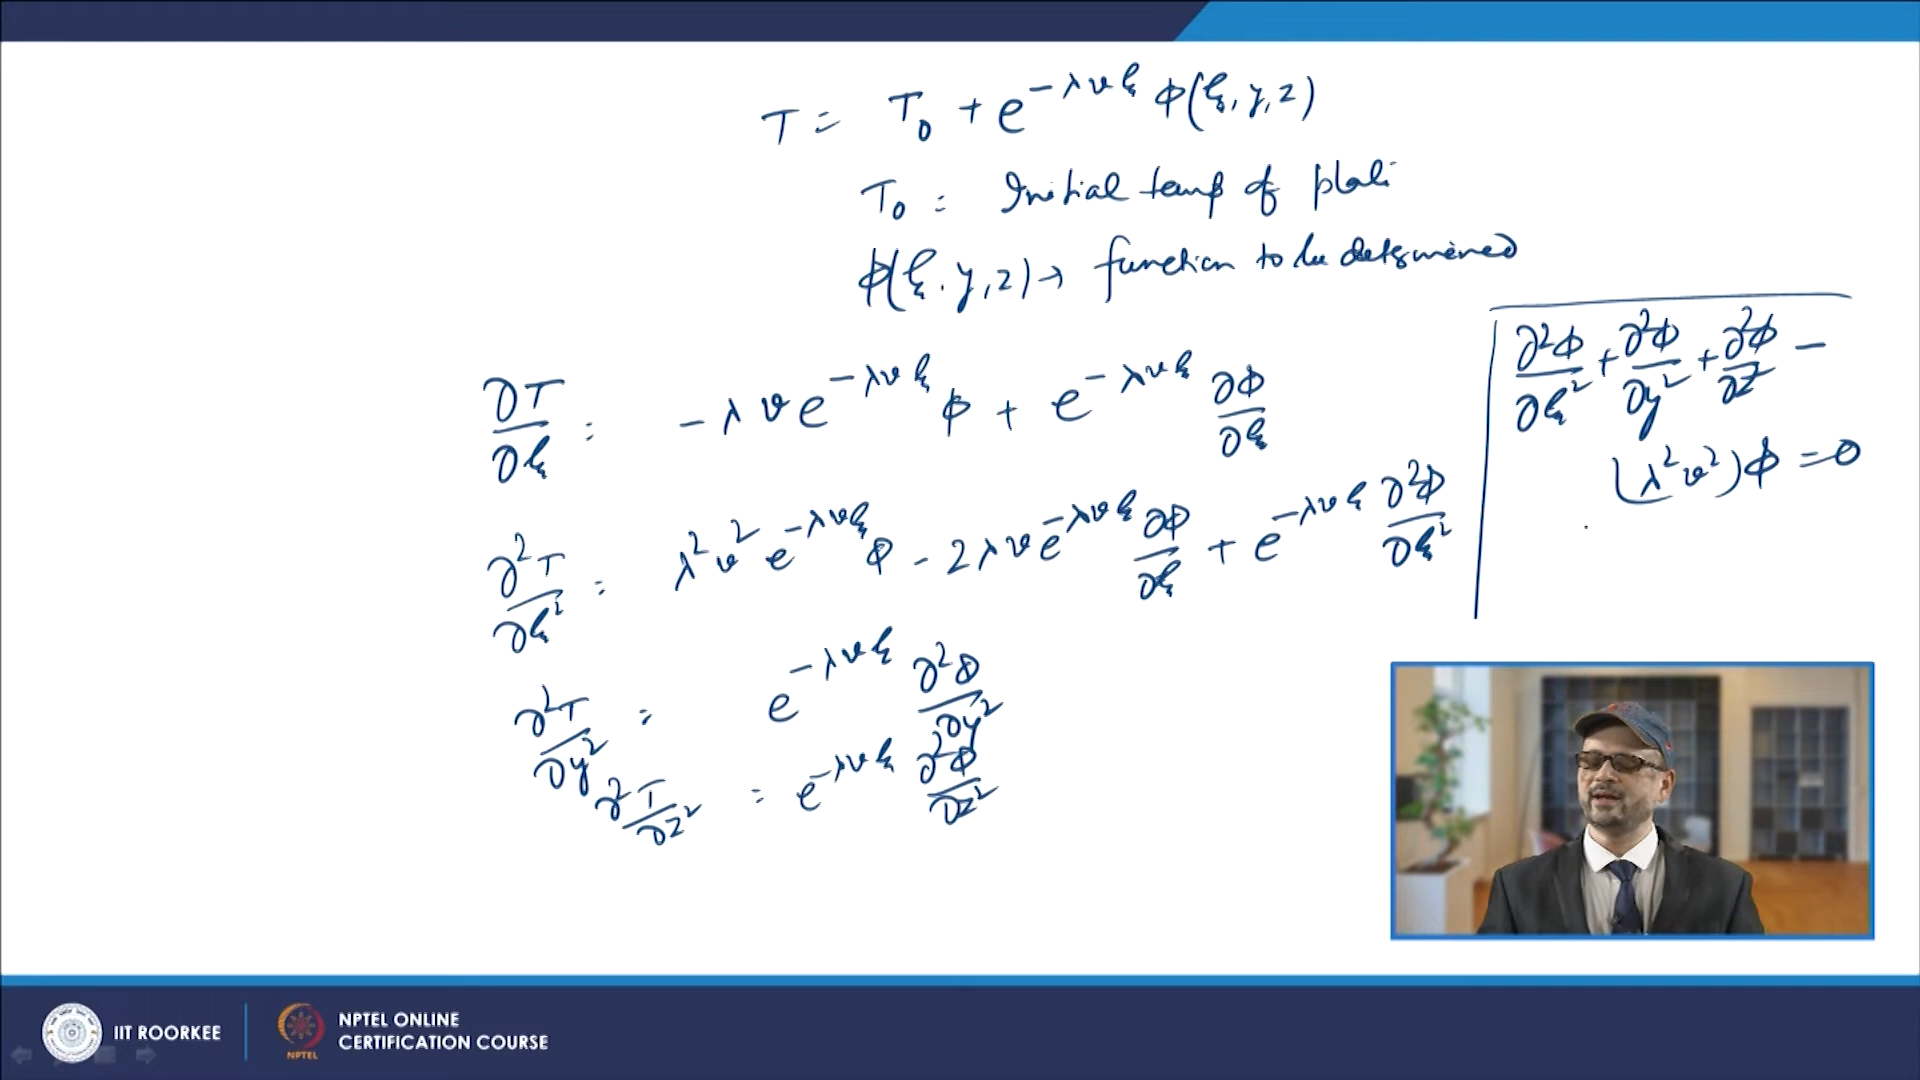 T = T₀ + e^{-λvξ} φ(ξ, y, z)
T₀ = Initial temp of plate
φ(ξ, y, z) → function to be determined
∂T/∂ξ = -λ v e^{-λvξ} φ + e^{-λvξ} ∂φ/∂ξ
∂²T/∂ξ² = λ²v² e^{-λvξ} φ - 2λv e^{-λvξ} ∂φ/∂ξ + e^{-λvξ} ∂²φ/∂ξ²
∂²T/∂y² = e^{-λvξ} ∂²φ/∂y²
∂²T/∂z² = e^{-λvξ} ∂²φ/∂z²
∂²φ/∂ξ² + ∂²φ/∂y² + ∂²φ/∂z² -
(λ²v²)φ = 0
IIT ROORKEE
NPTEL
NPTEL ONLINE
CERTIFICATION COURSE